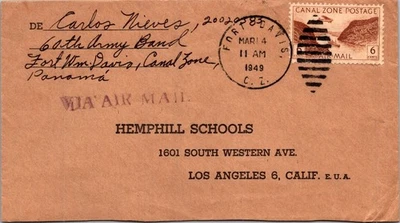 DE Carlos Nieves,
60th Army Band
Fort Wm. Davis, Canal Zone,
Panamá
FORT DAVIS,
MAR 14
11 AM
1949
C. Z.
CANAL ZONE POSTAGE
6
AIR MAIL
VIA AIR MAIL
HEMPHILL SCHOOLS
1601 SOUTH WESTERN AVE.
LOS ANGELES 6, CALIF. E.U.A.